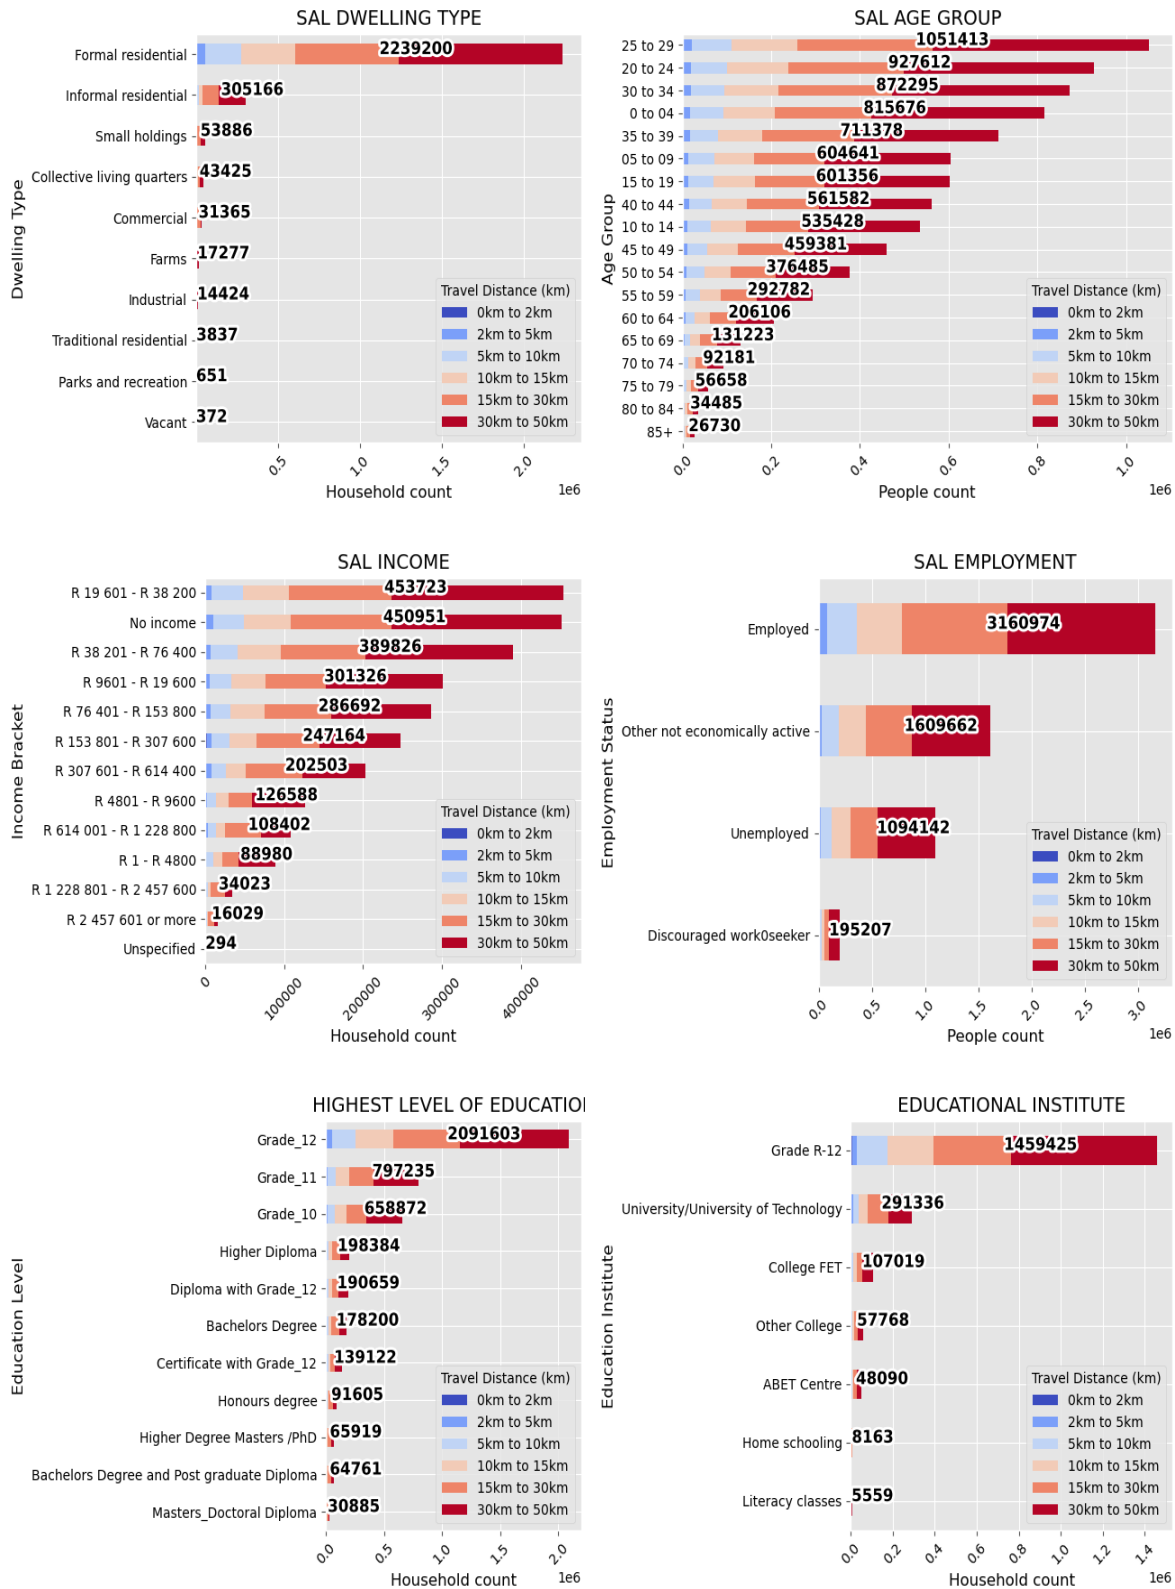 SAL DWELLING TYPE
Dwelling Type
Formal residential 2239200
Informal residential 305166
Small holdings 53886
Collective living quarters 43425
Commercial 31365
Farms 17277
Industrial 14424
Traditional residential 3837
Parks and recreation 651
Vacant 372
Travel Distance (km)
0km to 2km
2km to 5km
5km to 10km
10km to 15km
15km to 30km
30km to 50km
0.5 1.0 1.5 2.0
1e6
Household count
SAL AGE GROUP
Age Group
25 to 29 1051413
20 to 24 927612
30 to 34 872295
0 to 04 815676
35 to 39 711378
05 to 09 604641
15 to 19 601356
40 to 44 561582
10 to 14 535428
45 to 49 459381
50 to 54 376485
55 to 59 292782
60 to 64 206106
65 to 69 131223
70 to 74 92181
75 to 79 56658
80 to 84 34485
85+ 26730
Travel Distance (km)
0km to 2km
2km to 5km
5km to 10km
10km to 15km
15km to 30km
30km to 50km
0.0 0.2 0.4 0.6 0.8 1.0
1e6
People count
SAL INCOME
Income Bracket
R 19 601 - R 38 200 453723
No income 450951
R 38 201 - R 76 400 389826
R 9601 - R 19 600 301326
R 76 401 - R 153 800 286692
R 153 801 - R 307 600 247164
R 307 601 - R 614 400 202503
R 4801 - R 9600 126588
R 614 001 - R 1 228 800 108402
R 1 - R 4800 88980
R 1 228 801 - R 2 457 600 34023
R 2 457 601 or more 16029
Unspecified 294
Travel Distance (km)
0km to 2km
2km to 5km
5km to 10km
10km to 15km
15km to 30km
30km to 50km
0 100000 200000 300000 400000
Household count
SAL EMPLOYMENT
Employment Status
Employed 3160974
Other not economically active 1609662
Unemployed 1094142
Discouraged work0seeker 195207
Travel Distance (km)
0km to 2km
2km to 5km
5km to 10km
10km to 15km
15km to 30km
30km to 50km
0.0 0.5 1.0 1.5 2.0 2.5 3.0
1e6
People count
HIGHEST LEVEL OF EDUCATIO
Education Level
Grade_12 2091603
Grade_11 797235
Grade_10 658872
Higher Diploma 198384
Diploma with Grade_12 190659
Bachelors Degree 178200
Certificate with Grade_12 139122
Honours degree 91605
Higher Degree Masters /PhD 65919
Bachelors Degree and Post graduate Diploma 64761
Masters_Doctoral Diploma 30885
Travel Distance (km)
0km to 2km
2km to 5km
5km to 10km
10km to 15km
15km to 30km
30km to 50km
0.0 0.5 1.0 1.5 2.0
1e6
Household count
EDUCATIONAL INSTITUTE
Education Institute
Grade R-12 1459425
University/University of Technology 291336
College FET 107019
Other College 57768
ABET Centre 48090
Home schooling 8163
Literacy classes 5559
Travel Distance (km)
0km to 2km
2km to 5km
5km to 10km
10km to 15km
15km to 30km
30km to 50km
0.0 0.2 0.4 0.6 0.8 1.0 1.2 1.4
1e6
Household count